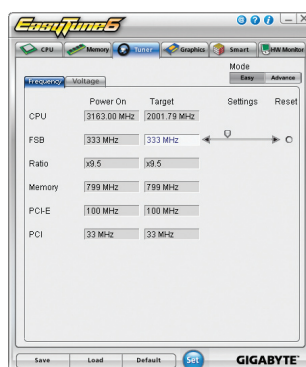 EasyTune6
CPU Memory Tuner Graphics Smart HW Monitor
Mode
Frequency Voltage Easy Advance
Power On Target Settings Reset
CPU 3163.00 MHz 2001.79 MHz
FSB 333 MHz 333 MHz
Ratio x9.5 x9.5
Memory 799 MHz 799 MHz
PCI-E 100 MHz 100 MHz
PCI 33 MHz 33 MHz
Save Load Default Set GIGABYTE